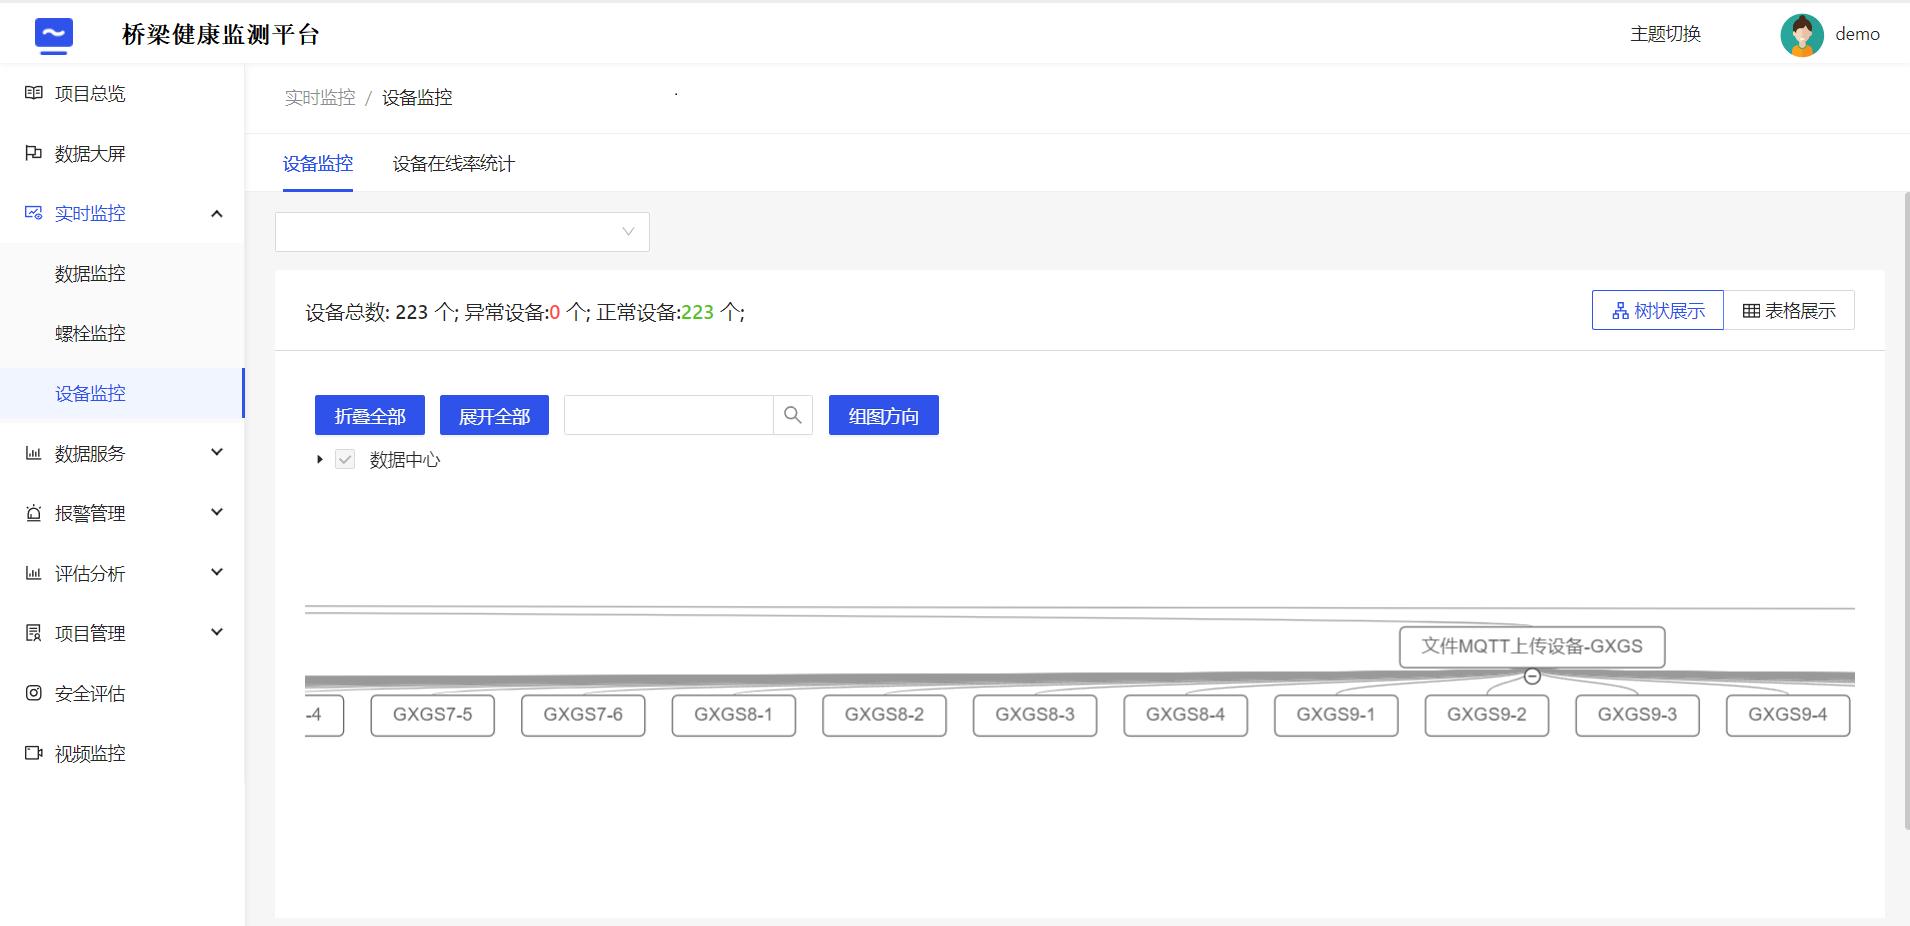 桥梁健康监测平台
主题切换
demo
项目总览
数据大屏
实时监控
数据监控
螺栓监控
设备监控
数据服务
报警管理
评估分析
项目管理
安全评估
视频监控
实时监控 / 设备监控
设备监控
设备在线率统计
设备总数: 223 个; 异常设备:0 个; 正常设备:223 个;
树状展示
表格展示
折叠全部
展开全部
组图方向
数据中心
文件MQTT上传设备-GXGS
-4
GXGS7-5
GXGS7-6
GXGS8-1
GXGS8-2
GXGS8-3
GXGS8-4
GXGS9-1
GXGS9-2
GXGS9-3
GXGS9-4